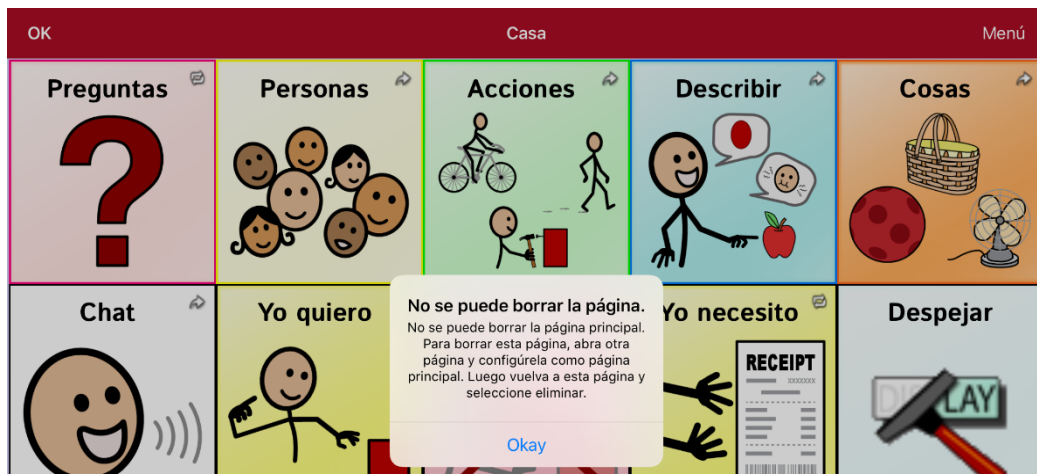 OK
Casa
Menú
Preguntas
Personas
Acciones
Describir
Cosas
Chat
Yo quiero
Yo necesito
Despejar
No se puede borrar la página.
No se puede borrar la página principal.
Para borrar esta página, abra otra
página y configúrela como página
principal. Luego vuelva a esta página y
seleccione eliminar.
Okay
RECEIPT
XXXXXXX